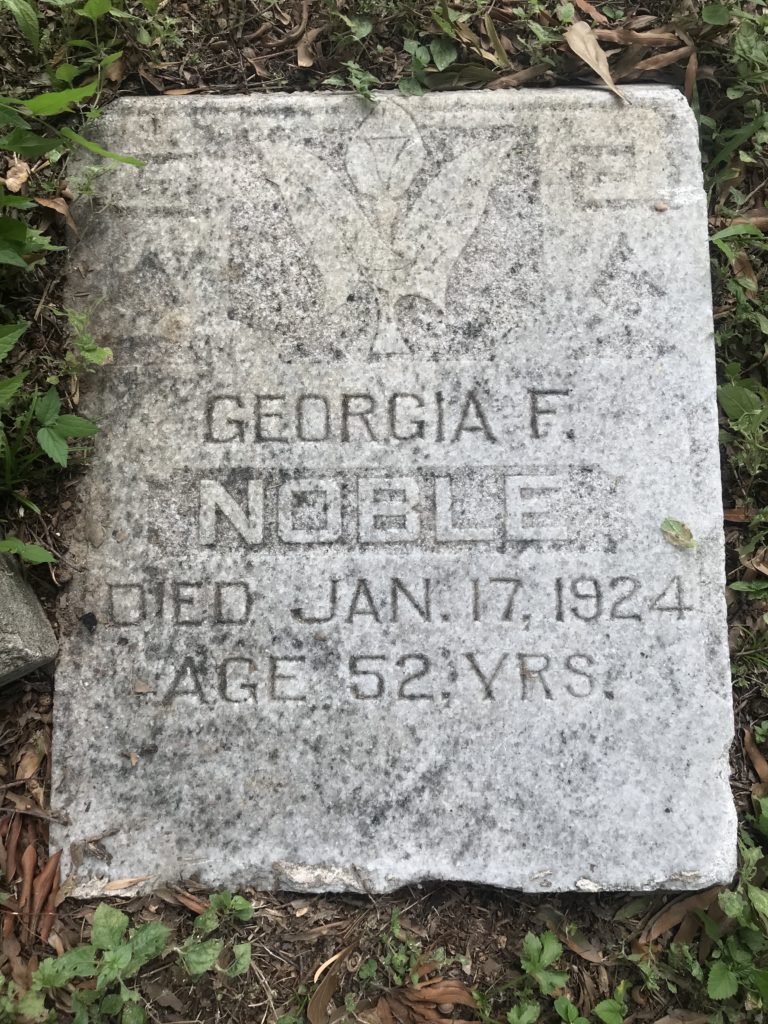 GEORGIA F.
NOBLE
DIED JAN. 17, 1924
AGE 52, YRS.